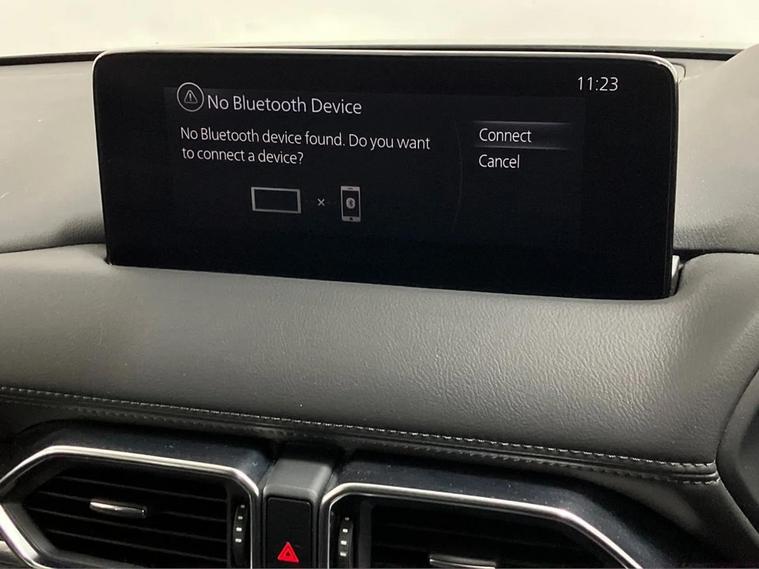 11:23
No Bluetooth Device
No Bluetooth device found. Do you want
to connect a device?
Connect
Cancel